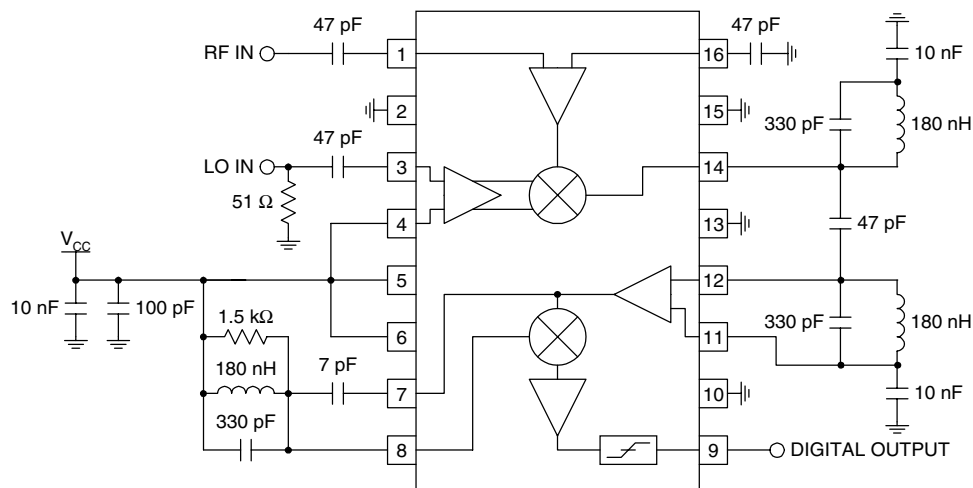 47 pF
RF IN
1
16
47 pF
10 nF
2
15
330 pF
180 nH
47 pF
LO IN
3
14
51 Ω
4
13
47 pF
V_CC
5
12
10 nF
100 pF
1.5 kΩ
6
11
330 pF
180 nH
180 nH
7 pF
7
10
10 nF
330 pF
8
9
DIGITAL OUTPUT